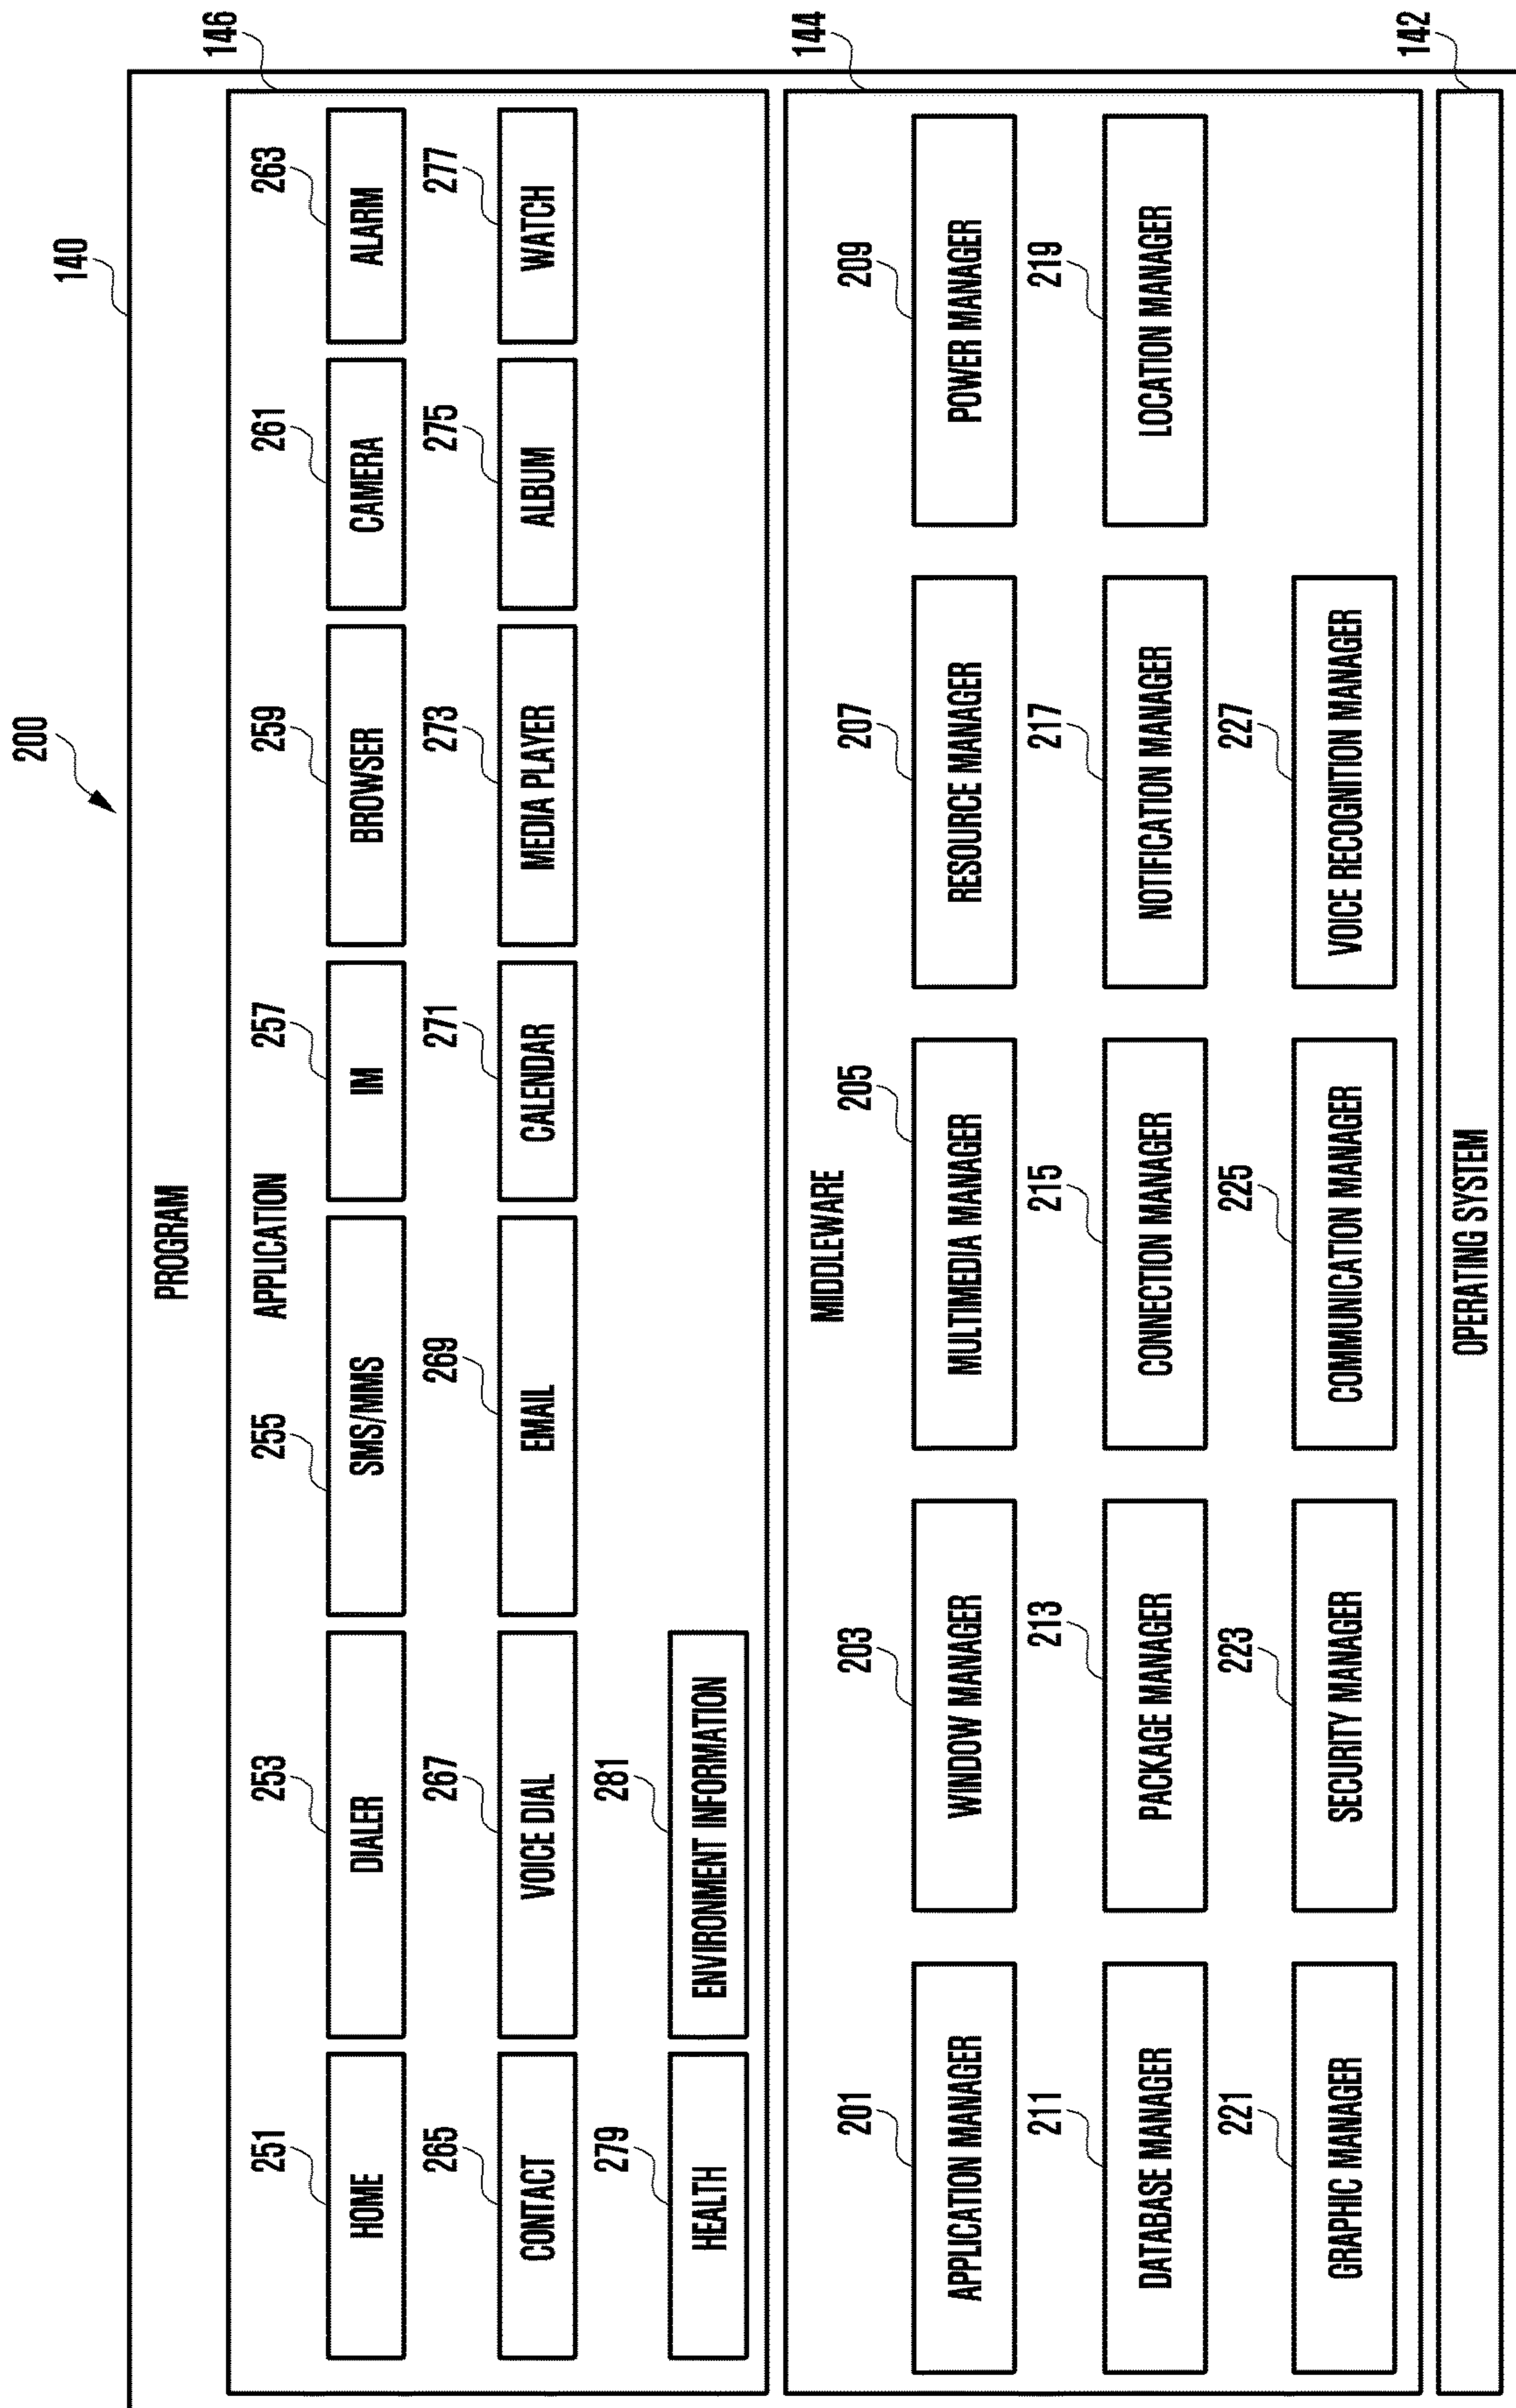 200
140
PROGRAM
146
APPLICATION
251 253 255 257 259 261 263
HOME DIALER SMS/MMS IM BROWSER CAMERA ALARM
265 267 269 271 273 275 277
CONTACT VOICE DIAL EMAIL CALENDAR MEDIA PLAYER ALBUM WATCH
279 281
HEALTH ENVIRONMENT INFORMATION
144
MIDDLEWARE
201 203 205 207 209
APPLICATION MANAGER WINDOW MANAGER MULTIMEDIA MANAGER RESOURCE MANAGER POWER MANAGER
211 213 215 217 219
DATABASE MANAGER PACKAGE MANAGER CONNECTION MANAGER NOTIFICATION MANAGER LOCATION MANAGER
221 223 225 227
GRAPHIC MANAGER SECURITY MANAGER COMMUNICATION MANAGER VOICE RECOGNITION MANAGER
142
OPERATING SYSTEM